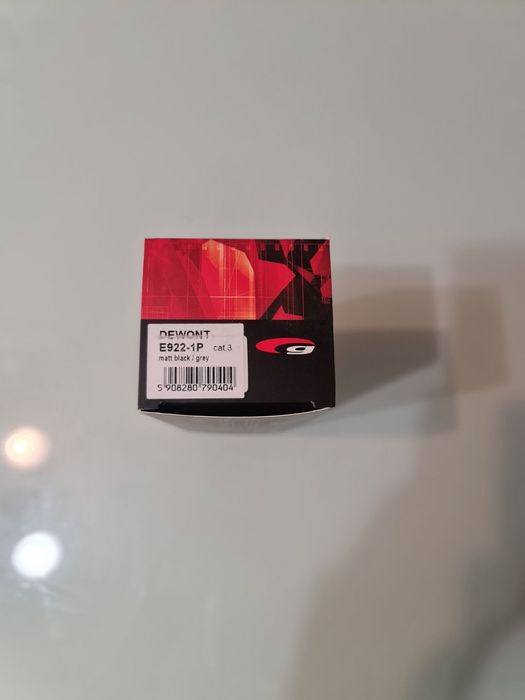 DEWONT
E922-1P cat.3
matt black / grey
5 908280 790404
g